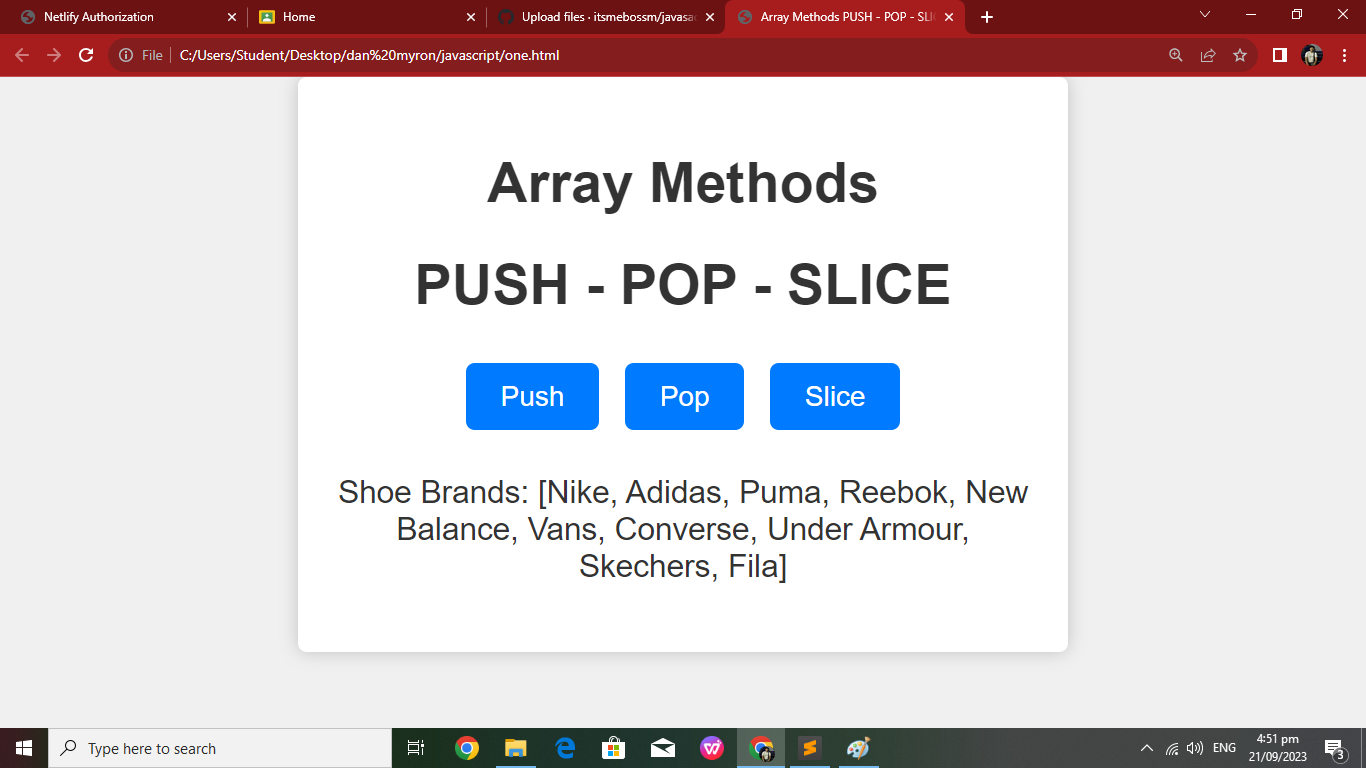 Netlify Authorization
Home
Upload files · itsmebossm/javasa
Array Methods PUSH - POP - SLI
File
C:/Users/Student/Desktop/dan%20myron/javascript/one.html
Array Methods
PUSH - POP - SLICE
Push Pop Slice
Shoe Brands: [Nike, Adidas, Puma, Reebok, New
Balance, Vans, Converse, Under Armour,
Skechers, Fila]
Type here to search
ENG
4:51 pm
21/09/2023
3